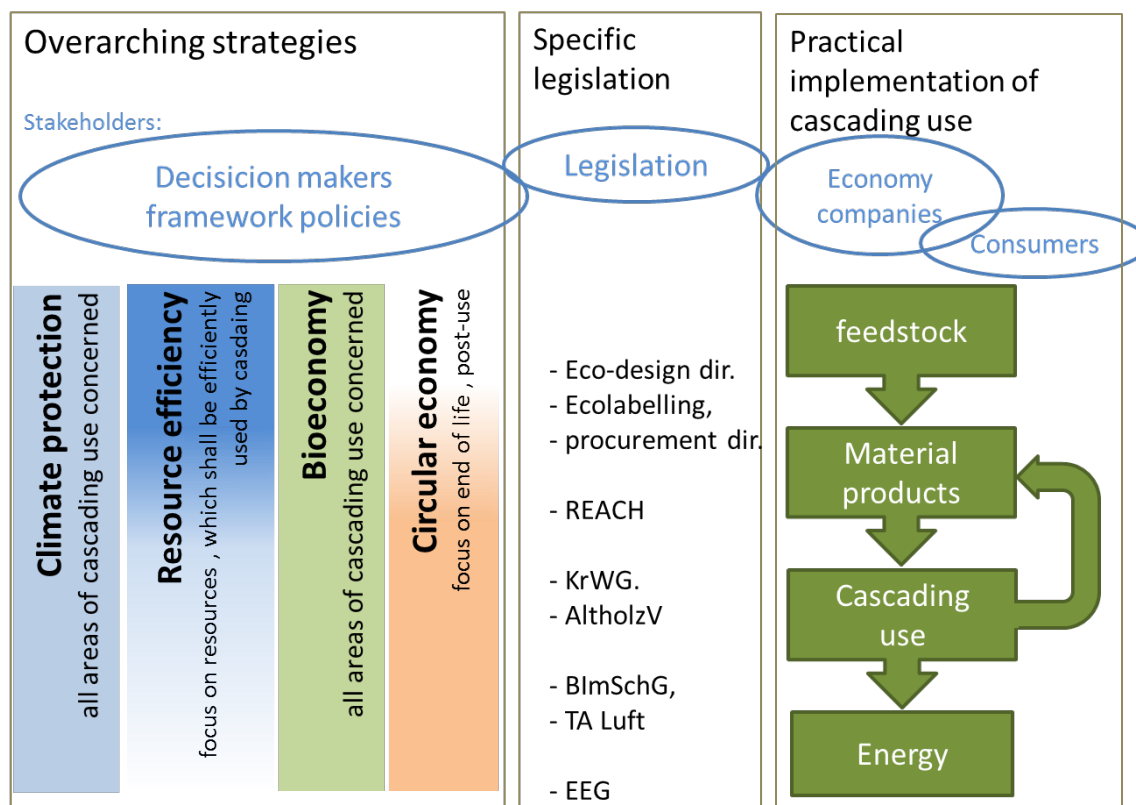 Overarching strategies
Stakeholders:
Decisicion makers
framework policies
Climate protection
all areas of cascading use concerned
Resource efficiency
focus on resources , which shall be efficiently
used by casdaing
Bioeconomy
all areas of cascading use concerned
Circular economy
focus on end of life , post-use
Specific
legislation
Legislation
- Eco-design dir.
- Ecolabelling,
- procurement dir.
- REACH
- KrWG.
- AltholzV
- BImSchG,
- TA Luft
- EEG
Practical
implementation of
cascading use
Economy
companies
Consumers
feedstock
Material
products
Cascading
use
Energy